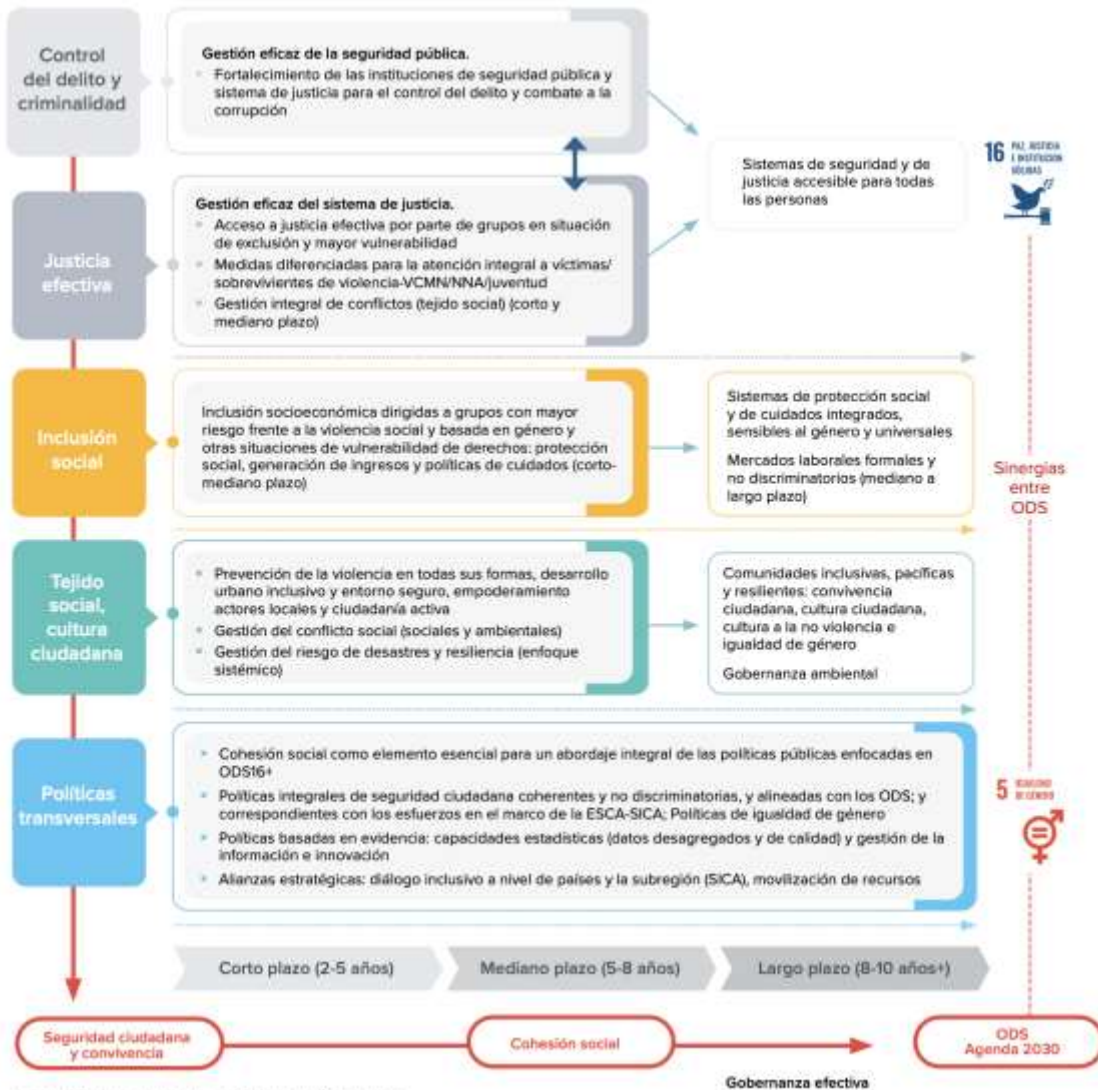 Control
del delito y
criminalidad
Gestión eficaz de la seguridad pública.
Fortalecimiento de las instituciones de seguridad pública y
sistema de justicia para el control del delito y combate a la
corrupción
Justicia
efectiva
Gestión eficaz del sistema de justicia.
Acceso a justicia efectiva por parte de grupos en situación
de exclusión y mayor vulnerabilidad
Medidas diferenciadas para la atención integral a víctimas/
sobrevivientes de violencia-VCMN/NNA/juventud
Gestión integral de conflictos (tejido social) (corto y
mediano plazo)
Sistemas de seguridad y de
justicia accesible para todas
las personas
16 PAZ, JUSTICIA
E INSTITUCION
SÓLIDAS
Inclusión
social
Inclusión socioeconómica dirigidas a grupos con mayor
riesgo frente a la violencia social y basada en género y
otras situaciones de vulnerabilidad de derechos: protección
social, generación de ingresos y políticas de cuidados (corto-
mediano plazo)
Sistemas de protección social
y de cuidados integrados,
sensibles al género y universales
Mercados laborales formales y
no discriminatorios (mediano a
largo plazo)
Sinergias
entre
ODS
Tejido
social,
cultura
ciudadana
Prevención de la violencia en todas sus formas, desarrollo
urbano inclusivo y entorno seguro, empoderamiento
actores locales y ciudadanía activa
Gestión del conflicto social (sociales y ambientales)
Gestión del riesgo de desastres y resiliencia (enfoque
sistémico)
Comunidades inclusivas, pacíficas
y resilientes: convivencia
ciudadana, cultura ciudadana,
cultura a la no violencia e
igualdad de género
Gobernanza ambiental
Políticas
transversales
Cohesión social como elemento esencial para un abordaje integral de las políticas públicas enfocadas en
ODS16+
Políticas integrales de seguridad ciudadana coherentes y no discriminatorias, y alineadas con los ODS; y
correspondientes con los esfuerzos en el marco de la ESCA-SICA; Políticas de igualdad de género
Políticas basadas en evidencia: capacidades estadísticas (datos desagregados y de calidad) y gestión de la
información e innovación
Alianzas estratégicas: diálogo inclusivo a nivel de países y la subregión (SICA), movilización de recursos
5 IGUALDAD
DE GÉNERO
Corto plazo (2-5 años)
Mediano plazo (5-8 años)
Largo plazo (8-10 años+)
Seguridad ciudadana
y convivencia
Cohesión social
ODS
Agenda 2030
Gobernanza efectiva